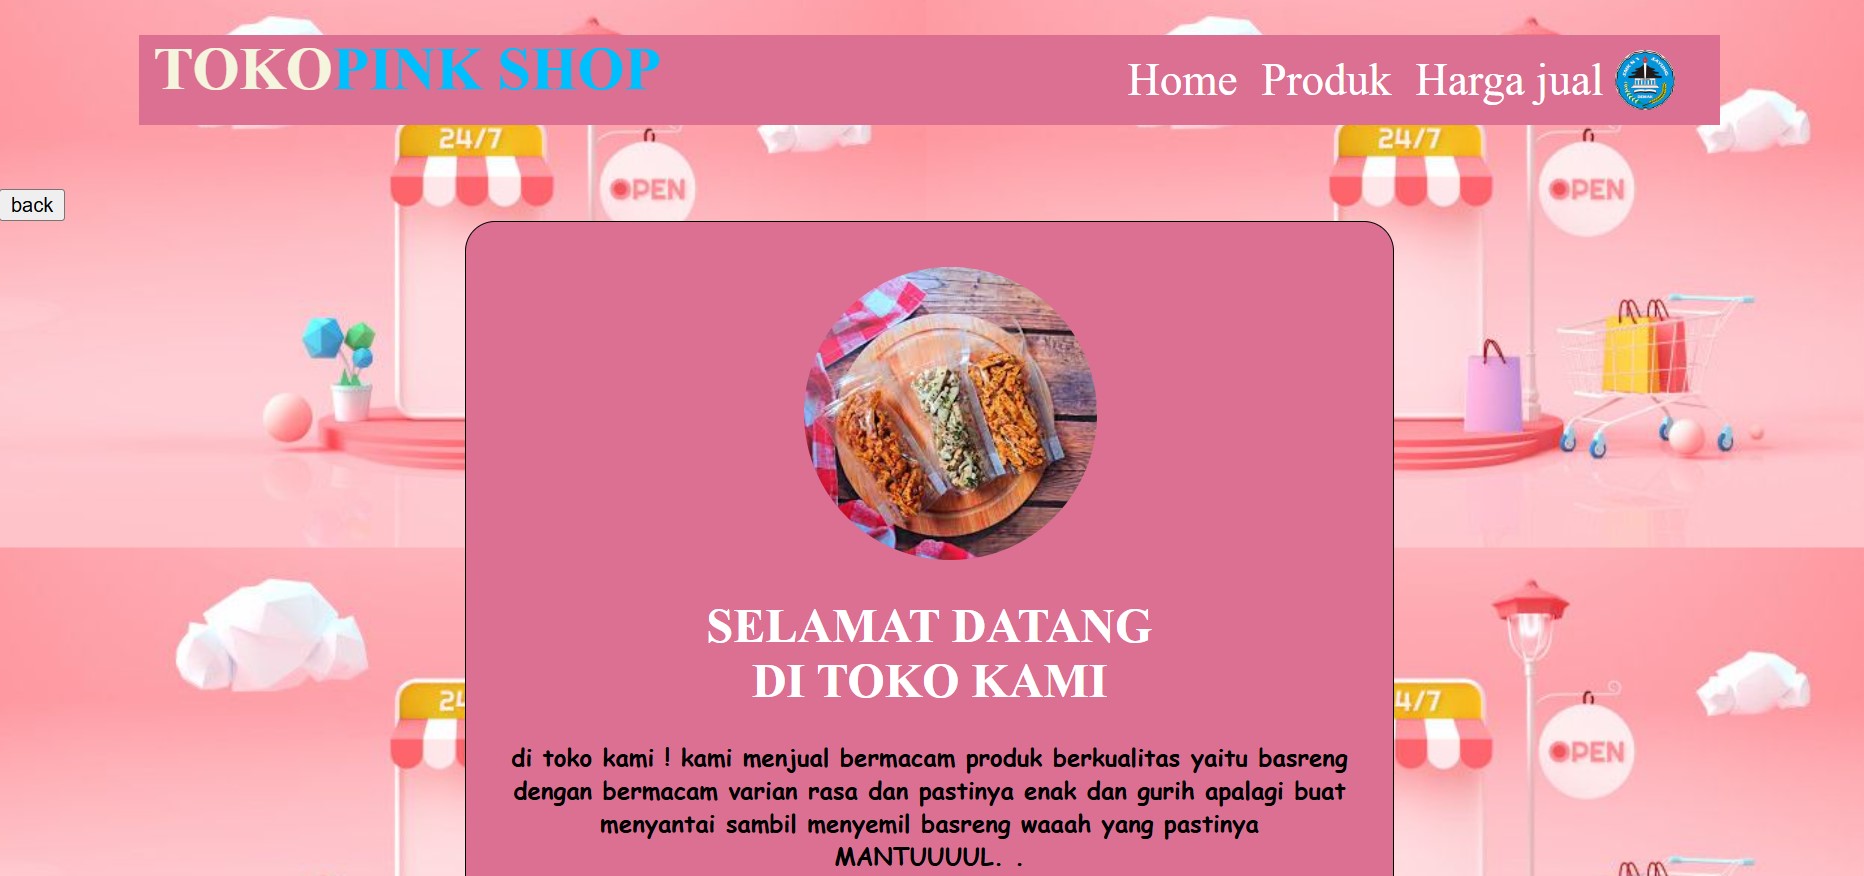 TOKOPINK SHOP
Home Produk Harga jual
24/7
OPEN
24/7
OPEN
back
SELAMAT DATANG
DI TOKO KAMI
di toko kami ! kami menjual bermacam produk berkualitas yaitu basreng
dengan bermacam varian rasa dan pastinya enak dan gurih apalagi buat
menyantai sambil menyemil basreng waaah yang pastinya
MANTUUUUL. .
24
4/7
OPEN